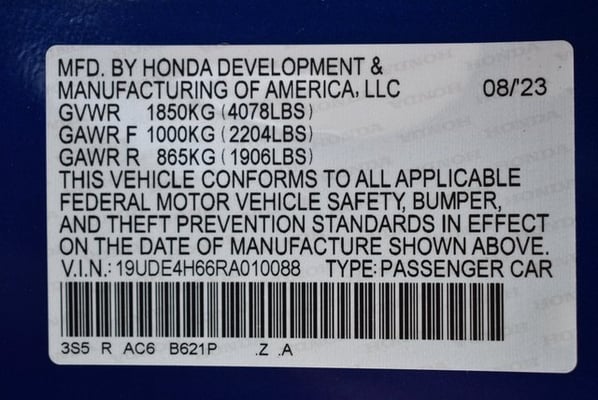 MFD. BY HONDA DEVELOPMENT &
MANUFACTURING OF AMERICA, LLC 08/'23
GVWR 1850KG (4078LBS)
GAWR F 1000KG (2204LBS)
GAWR R 865KG (1906LBS)
THIS VEHICLE CONFORMS TO ALL APPLICABLE
FEDERAL MOTOR VEHICLE SAFETY, BUMPER,
AND THEFT PREVENTION STANDARDS IN EFFECT
ON THE DATE OF MANUFACTURE SHOWN ABOVE.
V.I.N.: 19UDE4H66RA010088 TYPE: PASSENGER CAR
3S5 R AC6 B621P .Z .A